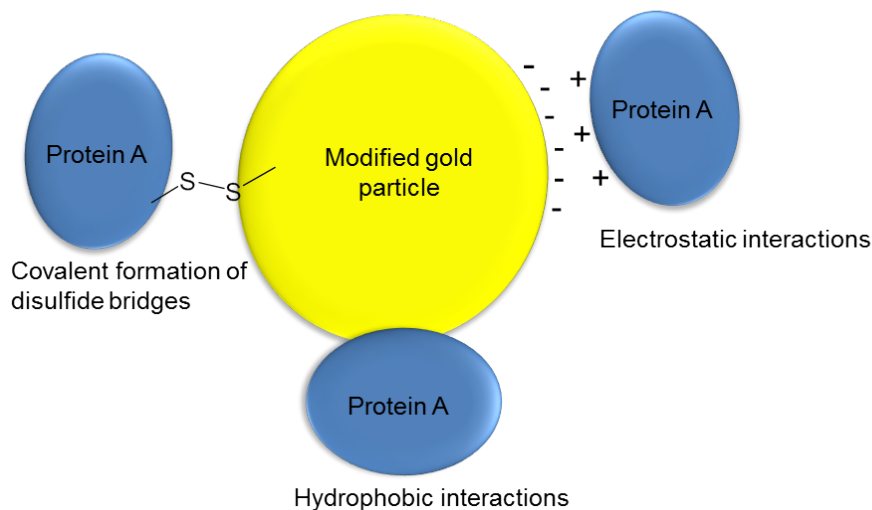 Protein A
S
S
Covalent formation of
disulfide bridges
Modified gold
particle
-
-
-
-
-
-
+
+
+
Protein A
Electrostatic interactions
Protein A
Hydrophobic interactions